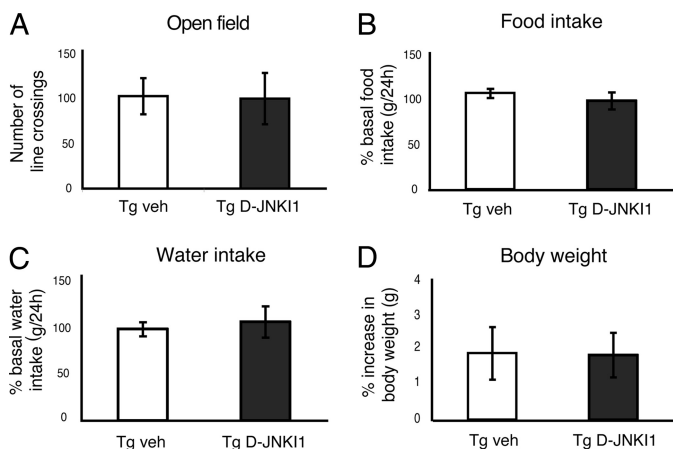 A
Open field
Number of
line crossings
150
100
50
0
Tg veh
Tg D-JNKI1
B
Food intake
% basal food
intake (g/24h)
150
100
50
0
Tg veh
Tg D-JNKI1
C
Water intake
% basal water
intake (g/24h)
150
100
50
0
Tg veh
Tg D-JNKI1
D
Body weight
% increase in
body weight (g)
4
3
2
1
0
Tg veh
Tg D-JNKI1